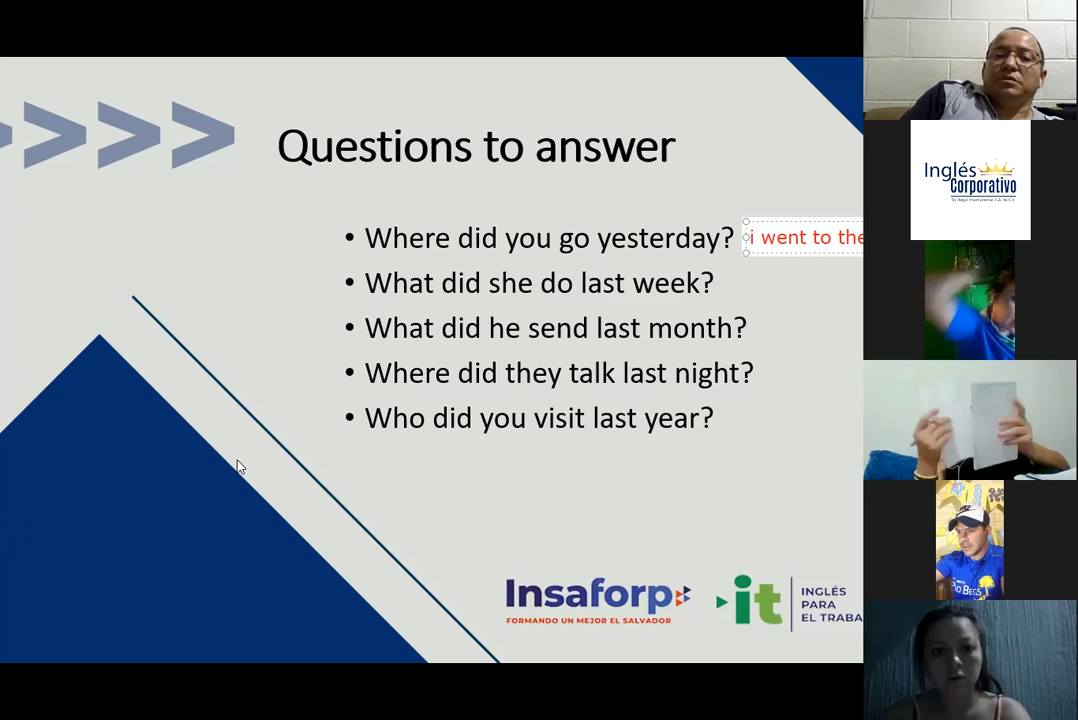 Questions to answer
• Where did you go yesterday? i went to the
• What did she do last week?
• What did he send last month?
• Where did they talk last night?
• Who did you visit last year?
Insaforp
FORMANDO UN MEJOR EL SALVADOR
it
INGLÉS
PARA
EL TRABA
Inglés
Corporativo